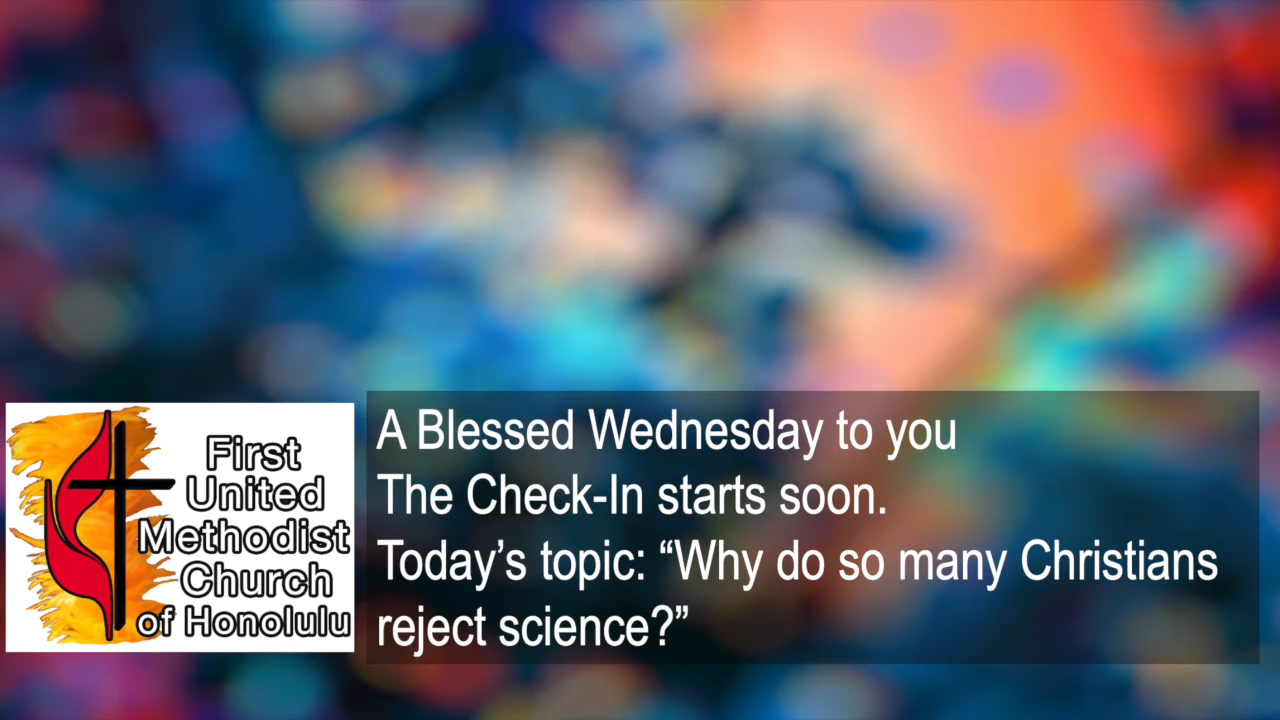 First
United
Methodist
Church
of Honolulu
A Blessed Wednesday to you
The Check-In starts soon.
Today’s topic: “Why do so many Christians
reject science?”